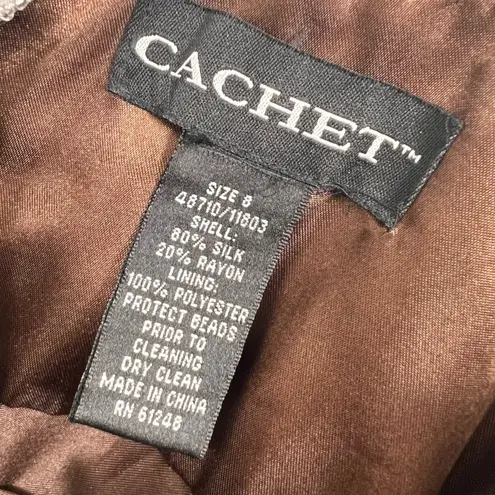 CACHET™
SIZE 8
48710/11803
SHELL:
80% SILK
20% RAYON
LINING:
100% POLYESTER
PROTECT BEADS
PRIOR TO
CLEANING
DRY CLEAN
MADE IN CHINA
RN 61248